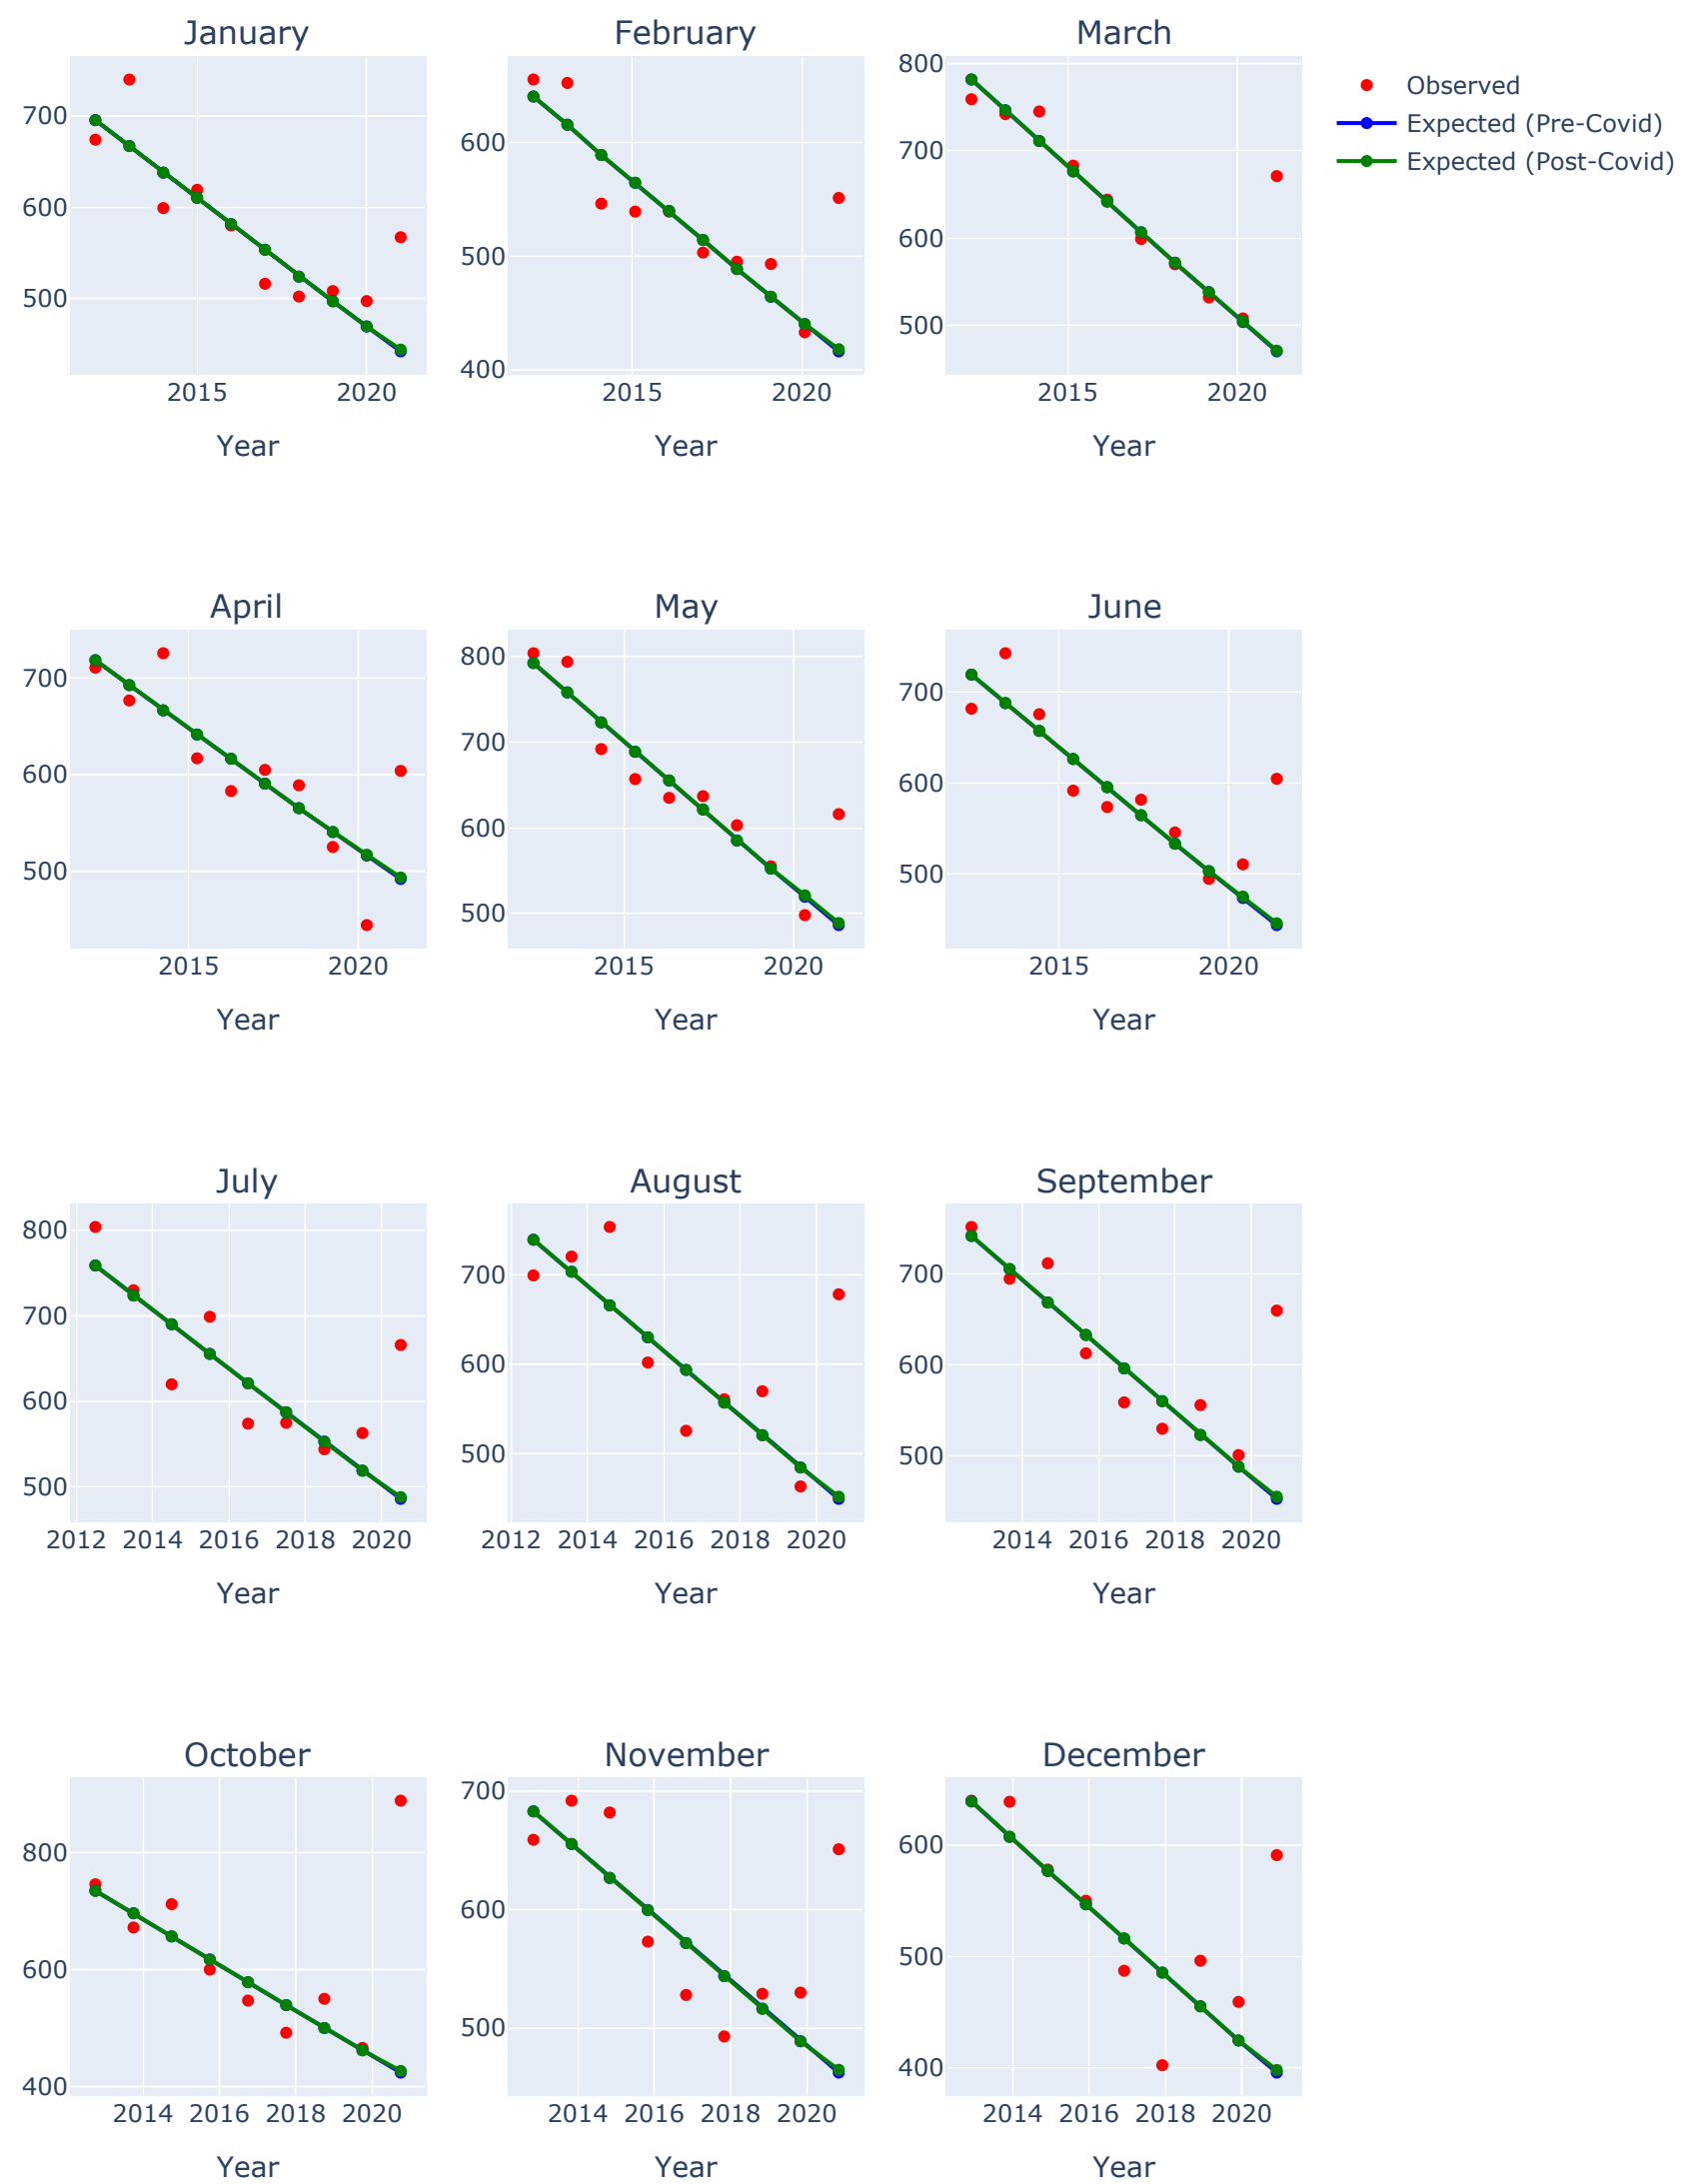 January February March
700
600
500
2015 2020
Year
600
500
400
2015 2020
Year
800
700
600
500
2015 2020
Year
Observed
Expected (Pre-Covid)
Expected (Post-Covid)
April May June
700
600
500
2015 2020
Year
800
700
600
500
2015 2020
Year
700
600
500
2015 2020
Year
July August September
800
700
600
500
2012 2014 2016 2018 2020
Year
700
600
500
2012 2014 2016 2018 2020
Year
700
600
500
2014 2016 2018 2020
Year
October November December
800
600
400
2014 2016 2018 2020
Year
700
600
500
2014 2016 2018 2020
Year
600
500
400
2014 2016 2018 2020
Year